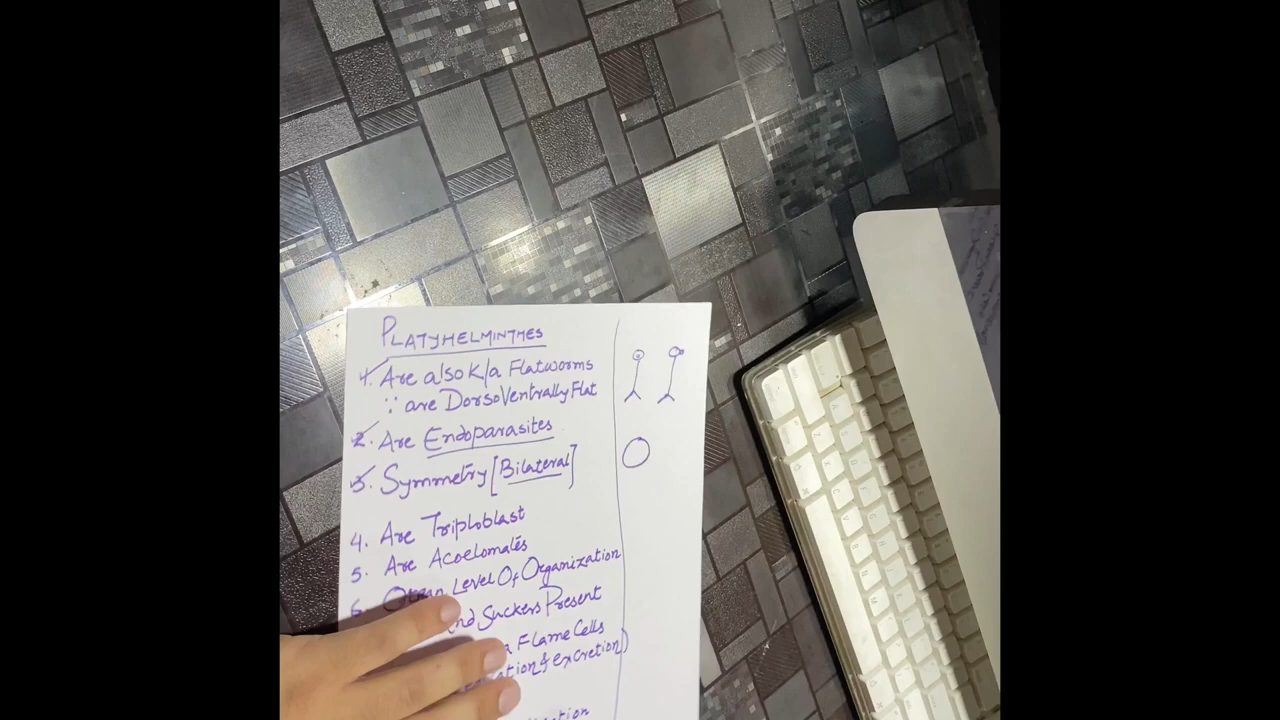 PLATYHELMINTHES
1. Are also K/a Flatworms
∵ are DorsoVentrally Flat
2. Are Endoparasites
3. Symmetry [Bilateral]
4. Are Triploblast
5. Are Acoelomates
6. Organ Level Of Organization
and Suckers Present
Flame Cells
& Excretion)